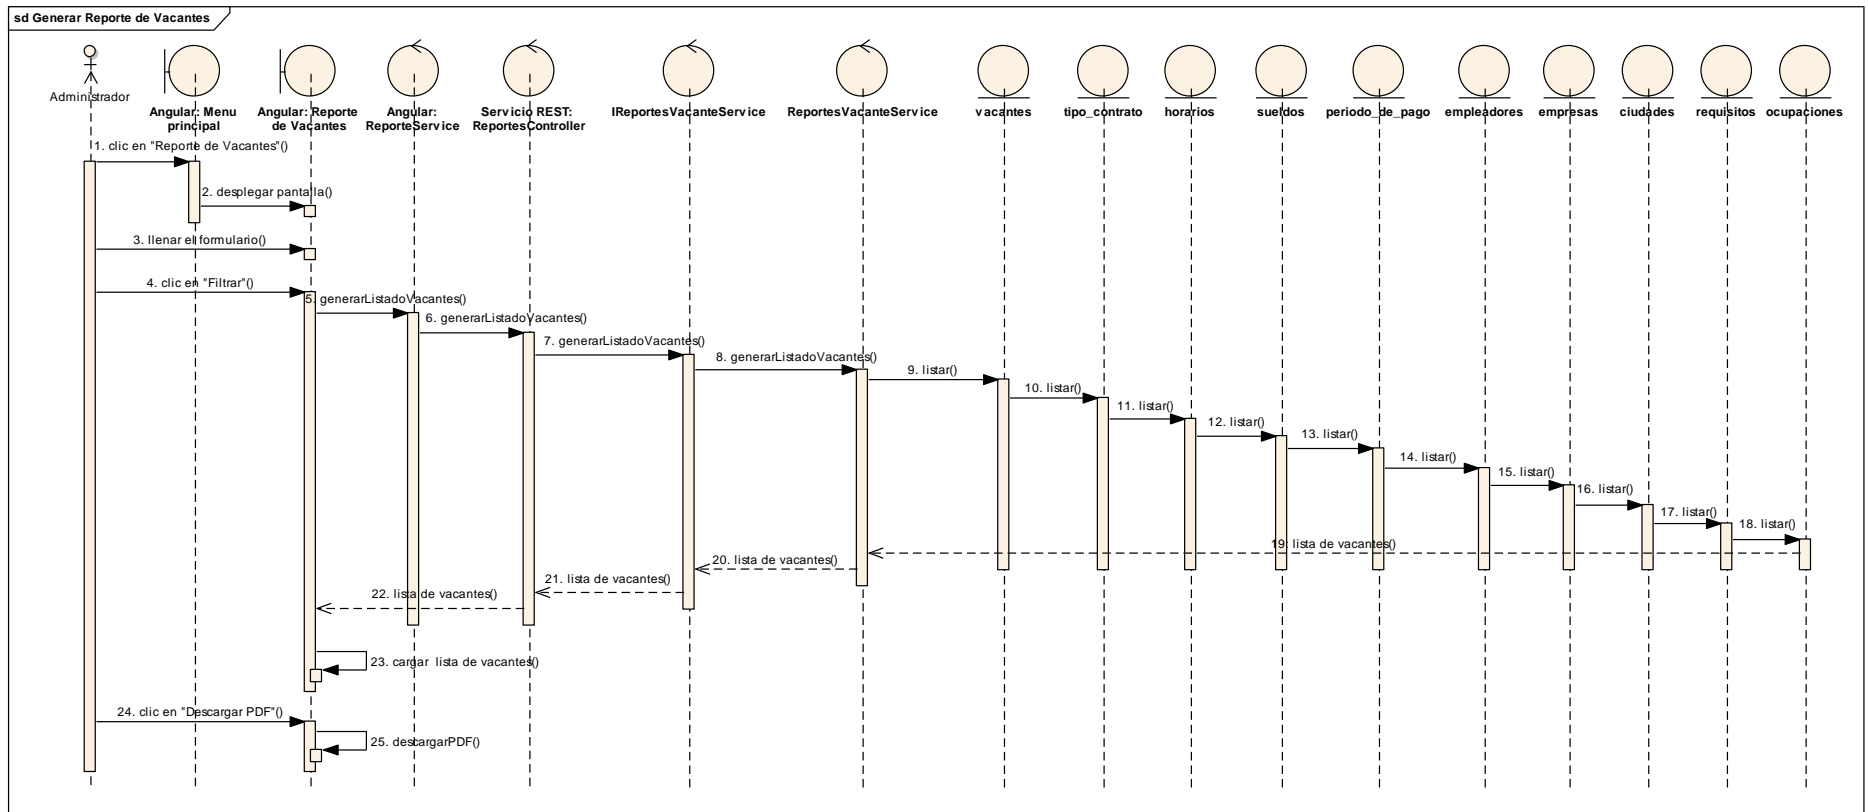 sd Generar Reporte de Vacantes
Administrador
Angular: Menu
principal
Angular: Reporte
de Vacantes
Angular:
ReporteService
Servicio REST:
ReportesController
IReportesVacanteService
ReportesVacanteService
vacantes
tipo_contrato
horarios
sueldos
periodo_de_pago
empleadores
empresas
ciudades
requisitos
ocupaciones
1. clic en "Reporte de Vacantes"()
2. desplegar pantalla()
3. llenar el formulario()
4. clic en "Filtrar"()
5. generarListadoVacantes()
6. generarListadoVacantes()
7. generarListadoVacantes()
8. generarListadoVacantes()
9. listar()
10. listar()
11. listar()
12. listar()
13. listar()
14. listar()
15. listar()
16. listar()
17. listar()
18. listar()
19. lista de vacantes()
20. lista de vacantes()
21. lista de vacantes()
22. lista de vacantes()
23. cargar lista de vacantes()
24. clic en "Descargar PDF"()
25. descargarPDF()